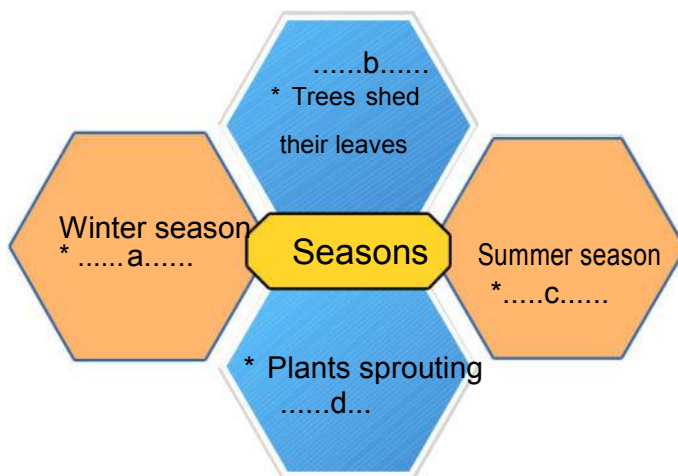 ......b......
* Trees shed
their leaves
Winter season
* ......a......
Seasons
Summer season
*.....c......
* Plants sprouting
......d...